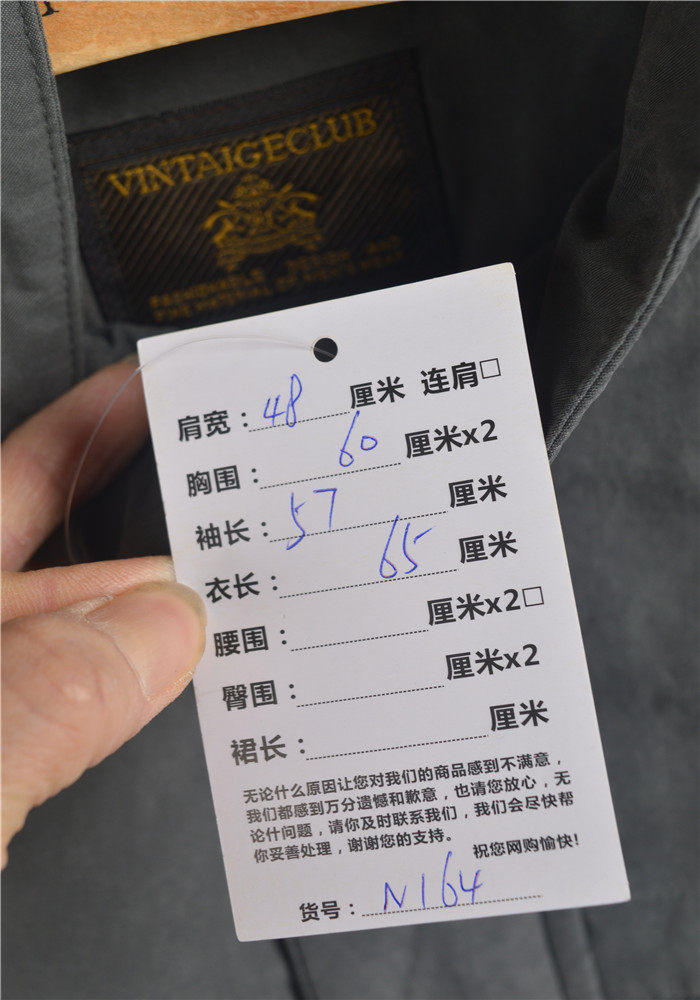 VINTAIGECLUB
肩宽：48厘米 连肩□
胸围：60厘米x2
袖长：57厘米
衣长：65厘米
腰围：厘米x2□
臀围：厘米x2
裙长：厘米
无论什么原因让您对我们的商品感到不满意，
我们都感到万分遗憾和歉意，也请您放心，无
论什问题，请你及时联系我们，我们会尽快帮
你妥善处理，谢谢您的支持。
祝您网购愉快!
货号：N164